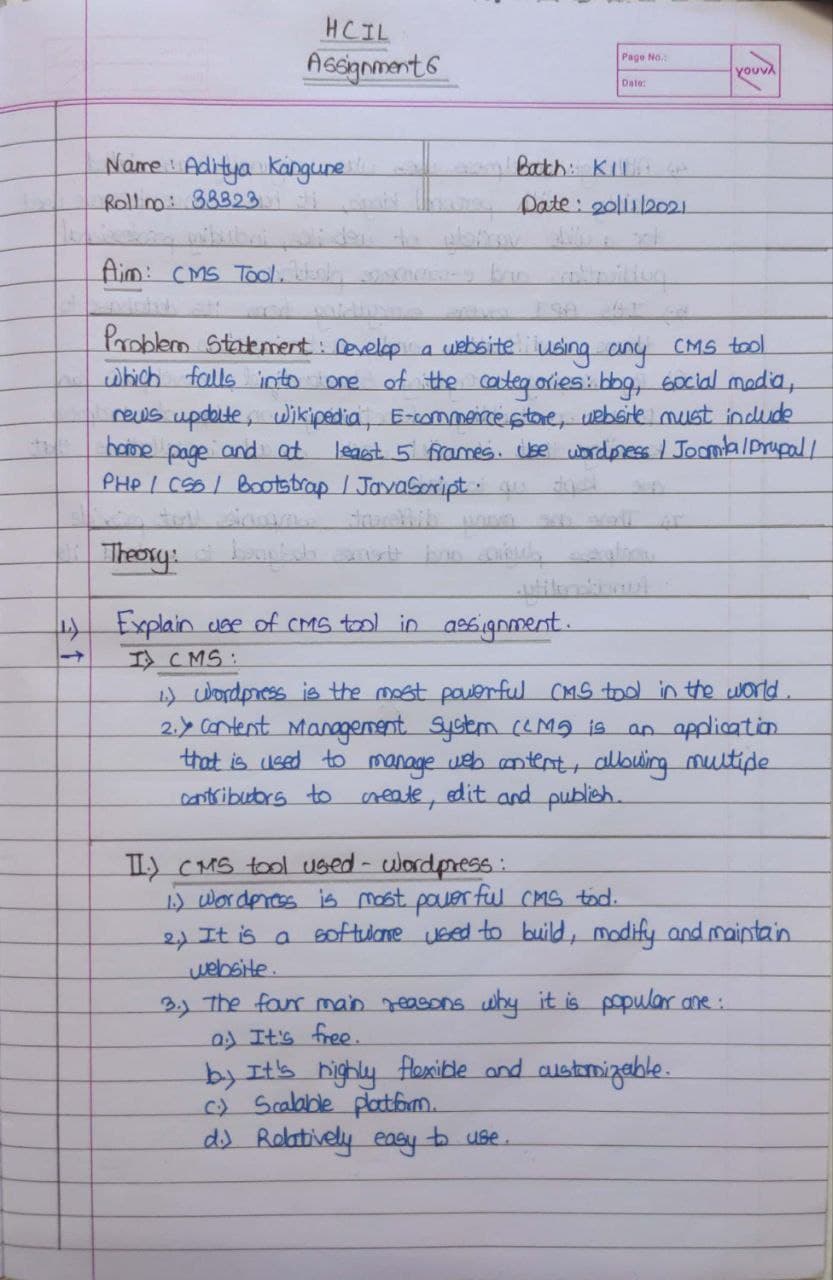 HCIL
Assignment 6
Page No.:
Date:
youva
Name: Aditya Kangune
Batch: K11
Roll no: 33323
Date: 20/11/2021
Aim: CMS Tool.
Problem Statement: Develop a website using any CMS tool
which falls into one of the categories: blog, social media,
news update, Wikipedia, E-commerce store, website must include
home page and at least 5 frames. Use wordpress / Joomla / Drupal /
PHP / CSS / Bootstrap / JavaScript.
Theory:
1.) Explain use of CMS tool in assignment.
→ I) CMS:
1.) Wordpress is the most powerful CMS tool in the world.
2.) Content Management System (CMS) is an application
that is used to manage web content, allowing multiple
contributors to create, edit and publish.
II.) CMS tool used - wordpress:
1.) Wordpress is most powerful CMS tool.
2.) It is a software used to build, modify and maintain
website.
3.) The four main reasons why it is popular are:
a.) It's free.
b.) It's highly flexible and customizable.
c.) Scalable platform.
d.) Relatively easy to use.